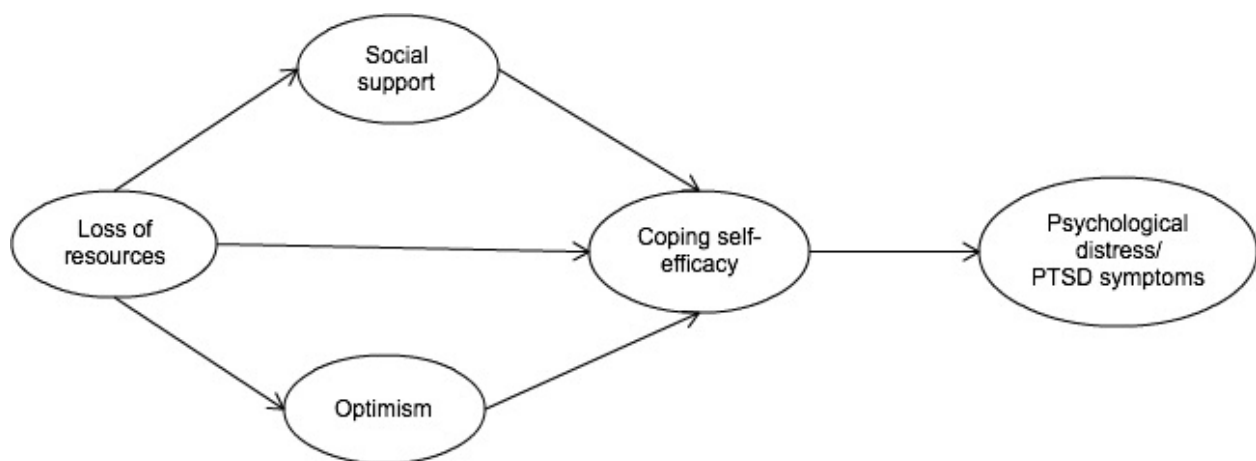 Social
support
Loss of
resources
Coping self-
efficacy
Psychological
distress/
PTSD symptoms
Optimism